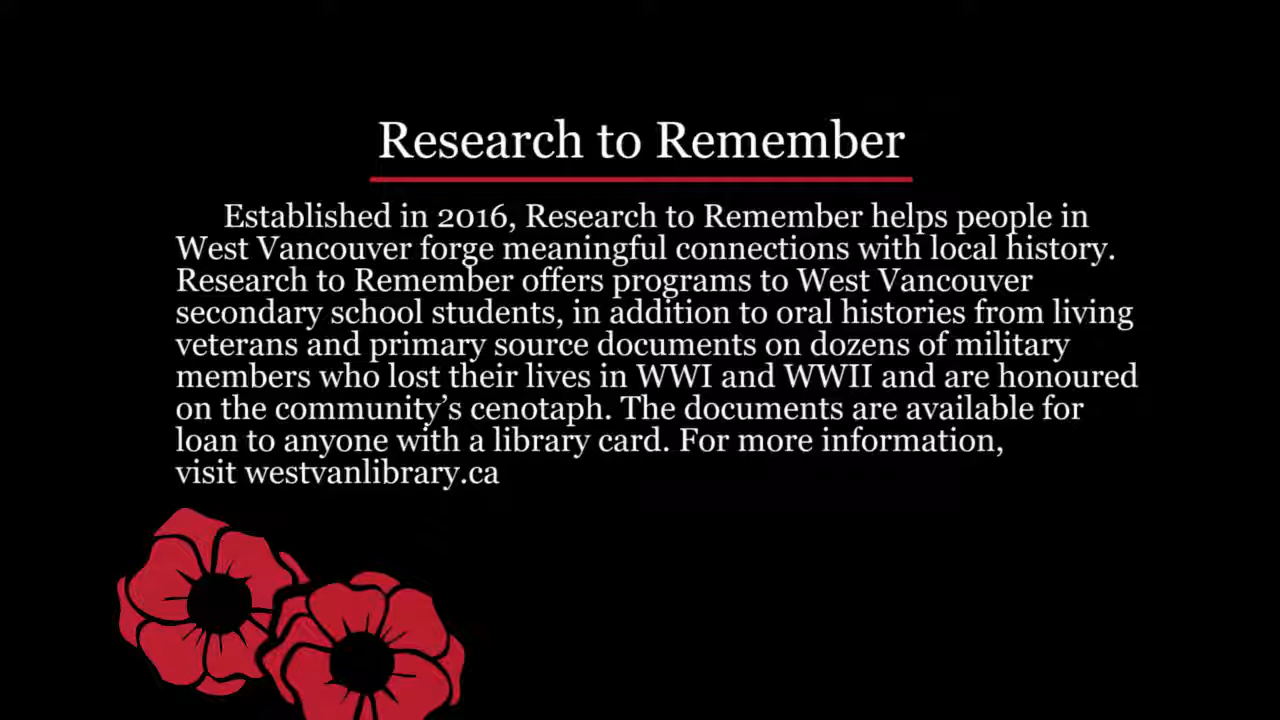 Research to Remember
Established in 2016, Research to Remember helps people in
West Vancouver forge meaningful connections with local history.
Research to Remember offers programs to West Vancouver
secondary school students, in addition to oral histories from living
veterans and primary source documents on dozens of military
members who lost their lives in WWI and WWII and are honoured
on the community’s cenotaph. The documents are available for
loan to anyone with a library card. For more information,
visit westvanlibrary.ca